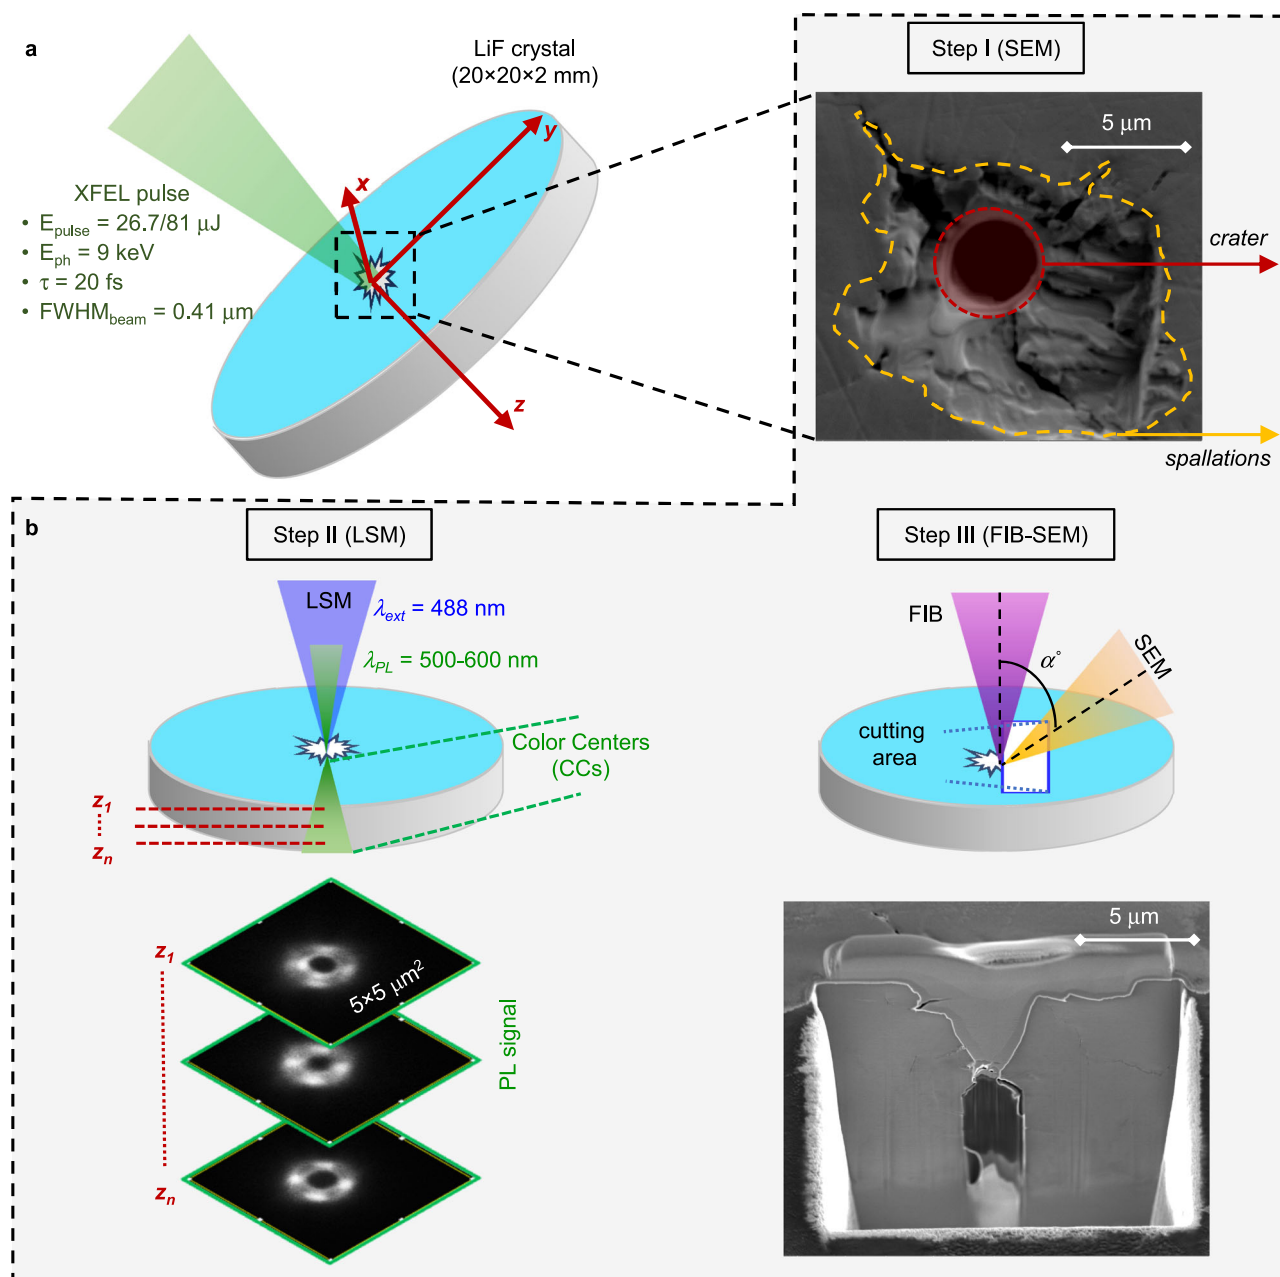 a
LiF crystal
(20×20×2 mm)
y
x
z
XFEL pulse
• E_pulse = 26.7/81 μJ
• E_ph = 9 keV
• τ = 20 fs
• FWHM_beam = 0.41 μm
Step I (SEM)
5 μm
crater
spallations
b
Step II (LSM)
LSM
λ_ext = 488 nm
λ_PL = 500-600 nm
Color Centers
(CCs)
z_1
z_n
z_1
5×5 μm²
PL signal
z_n
Step III (FIB-SEM)
FIB
α°
SEM
cutting
area
5 μm